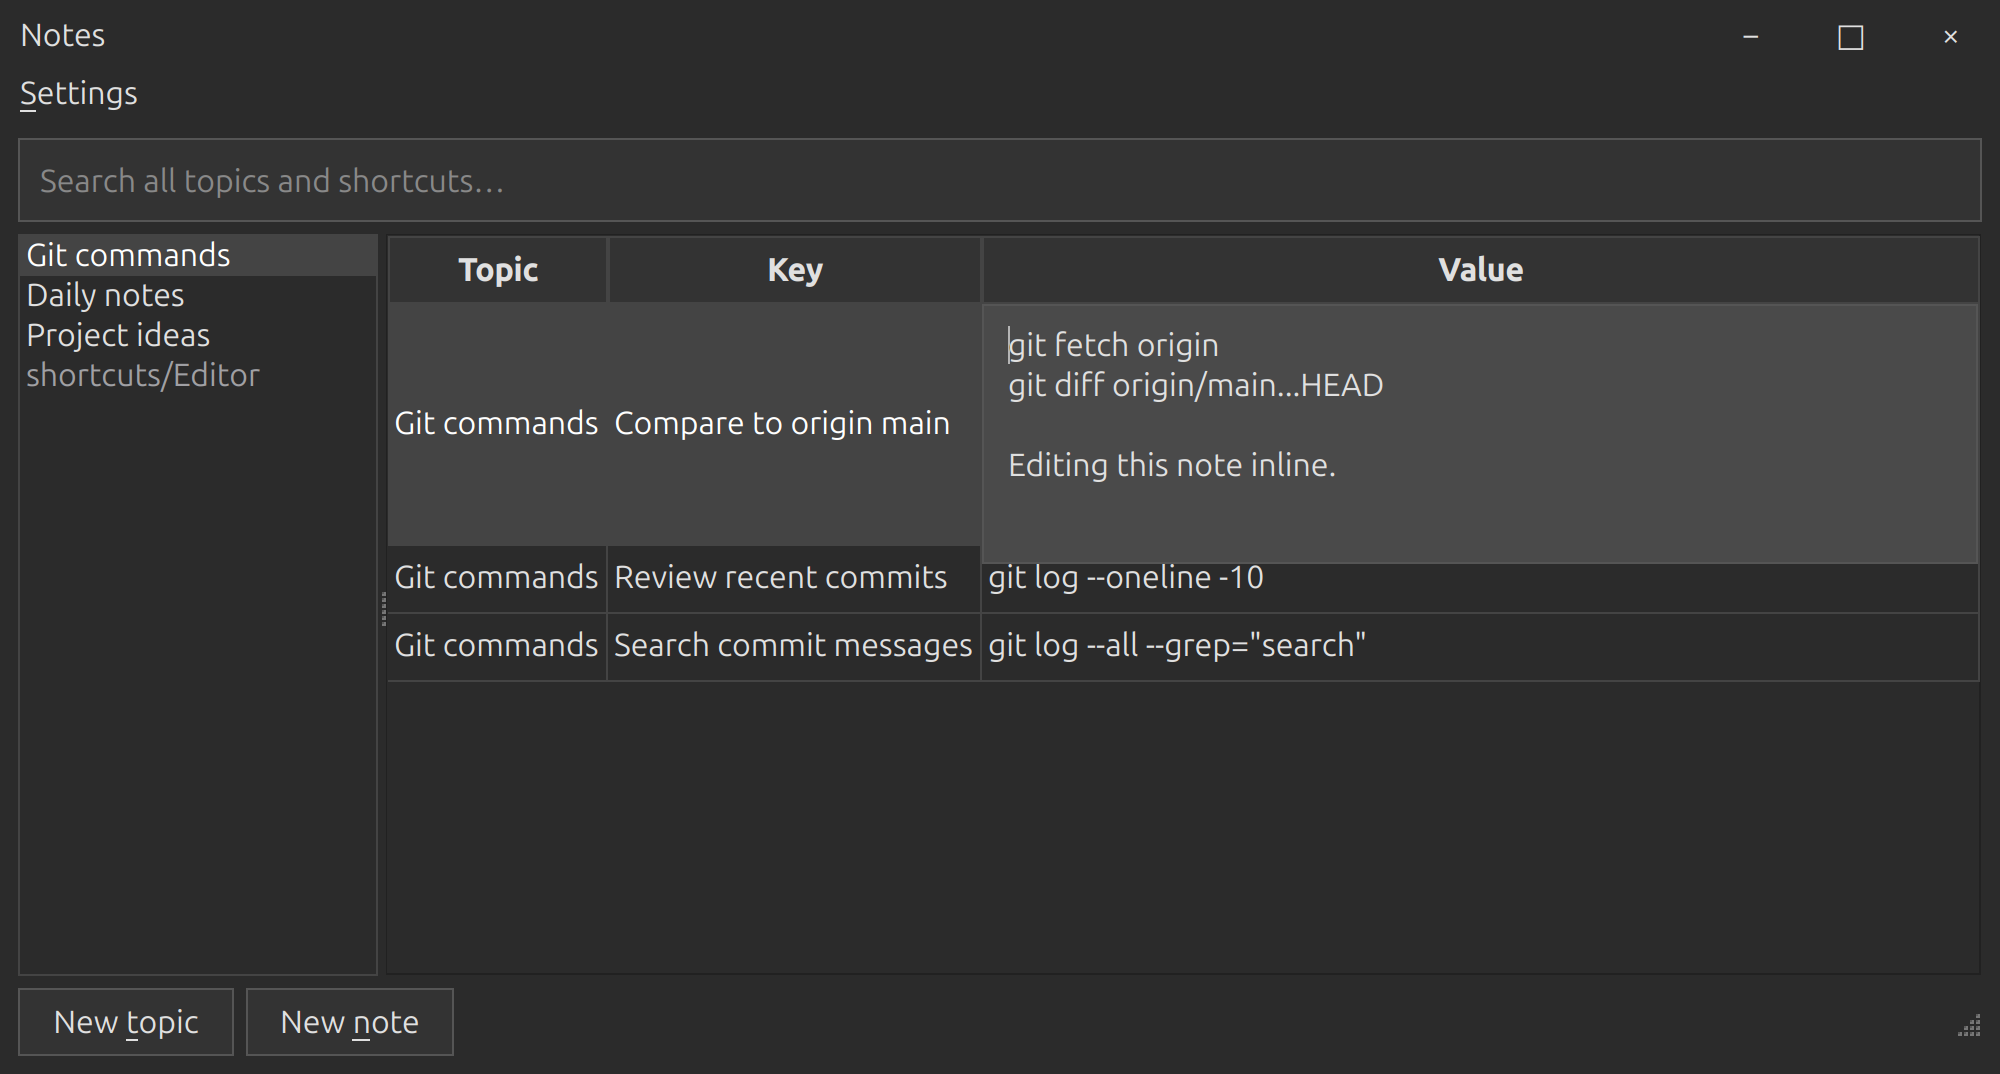 Notes
Settings
Search all topics and shortcuts...
Git commands
Daily notes
Project ideas
shortcuts/Editor
Topic Key Value
Git commands Compare to origin main
git fetch origin
git diff origin/main...HEAD
Editing this note inline.
Git commands Review recent commits git log --oneline -10
Git commands Search commit messages git log --all --grep="search"
New topic New note